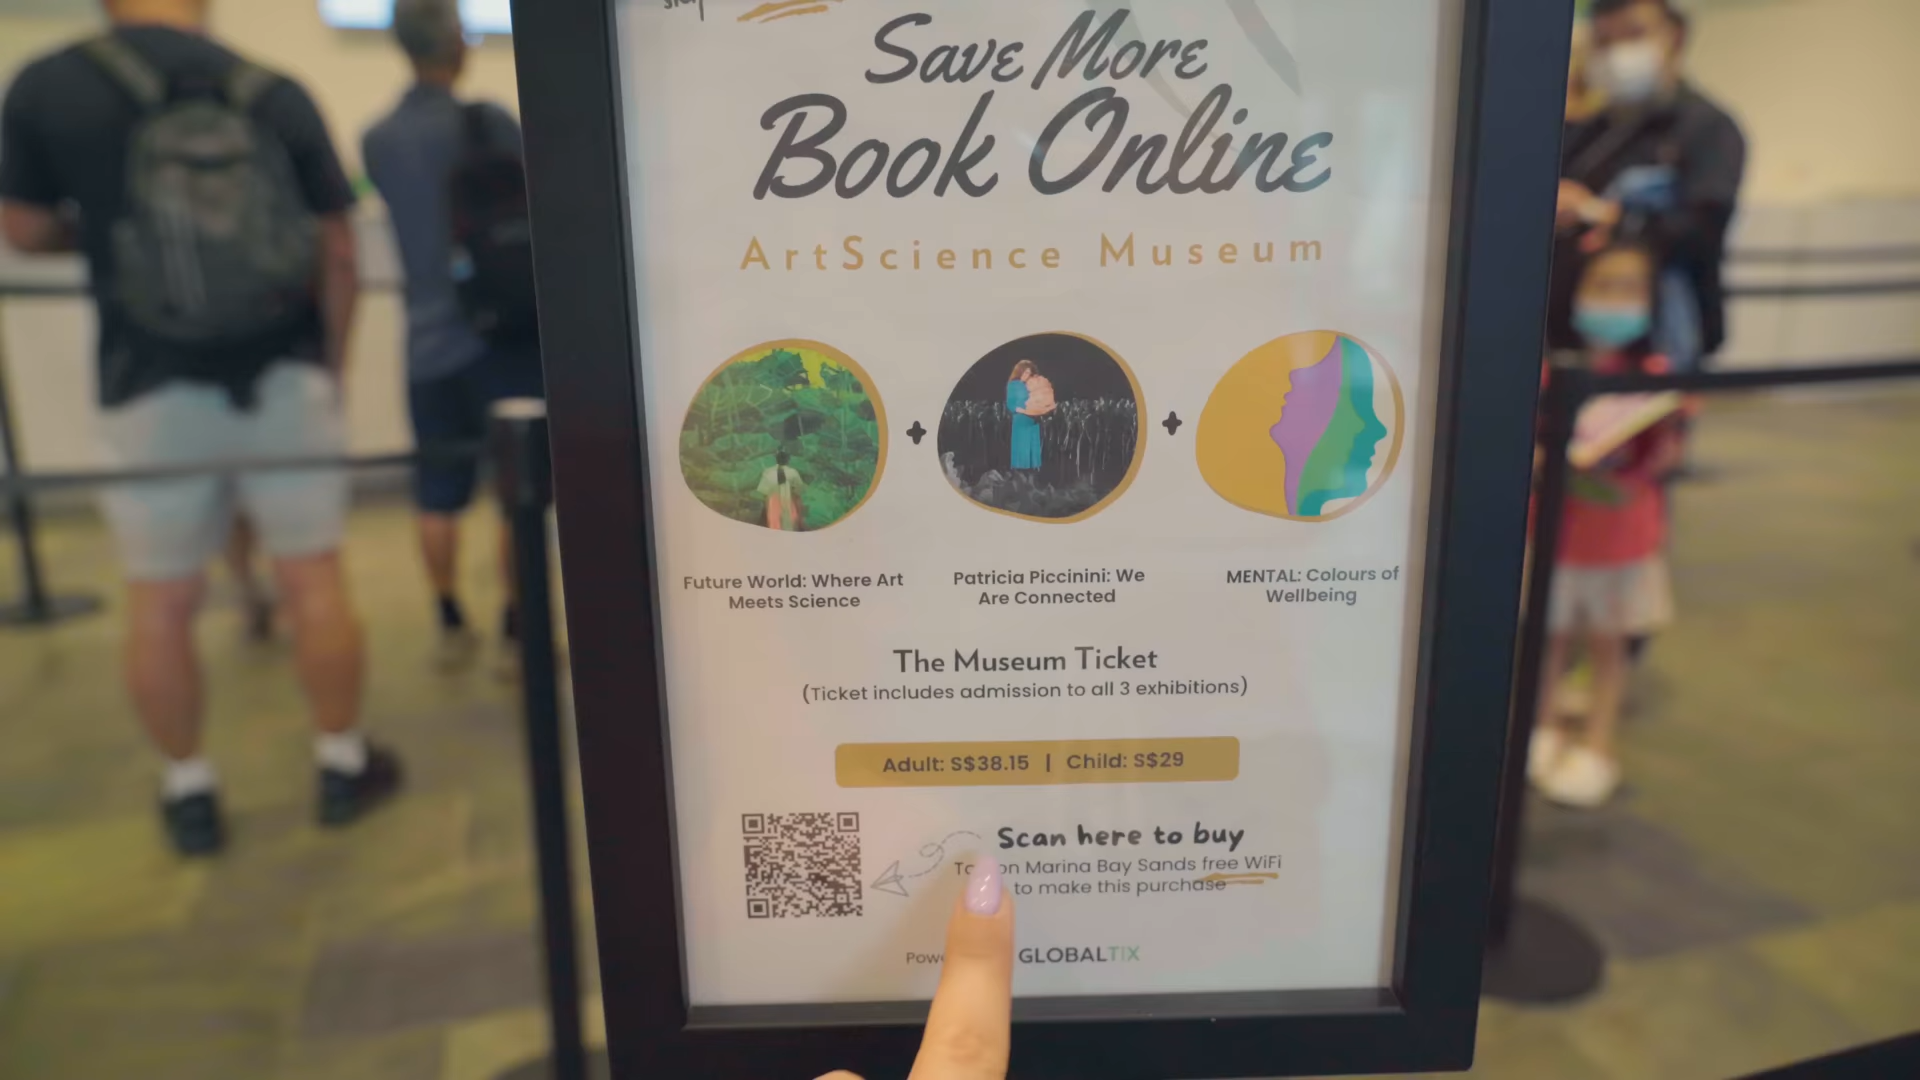 Save More
Book Online
ArtScience Museum
Future World: Where Art
Meets Science
Patricia Piccinini: We
Are Connected
MENTAL: Colours of
Wellbeing
The Museum Ticket
(Ticket includes admission to all 3 exhibitions)
Adult: S$38.15 | Child: S$29
Scan here to buy
on Marina Bay Sands free WiFi
to make this purchase
GLOBALTIX